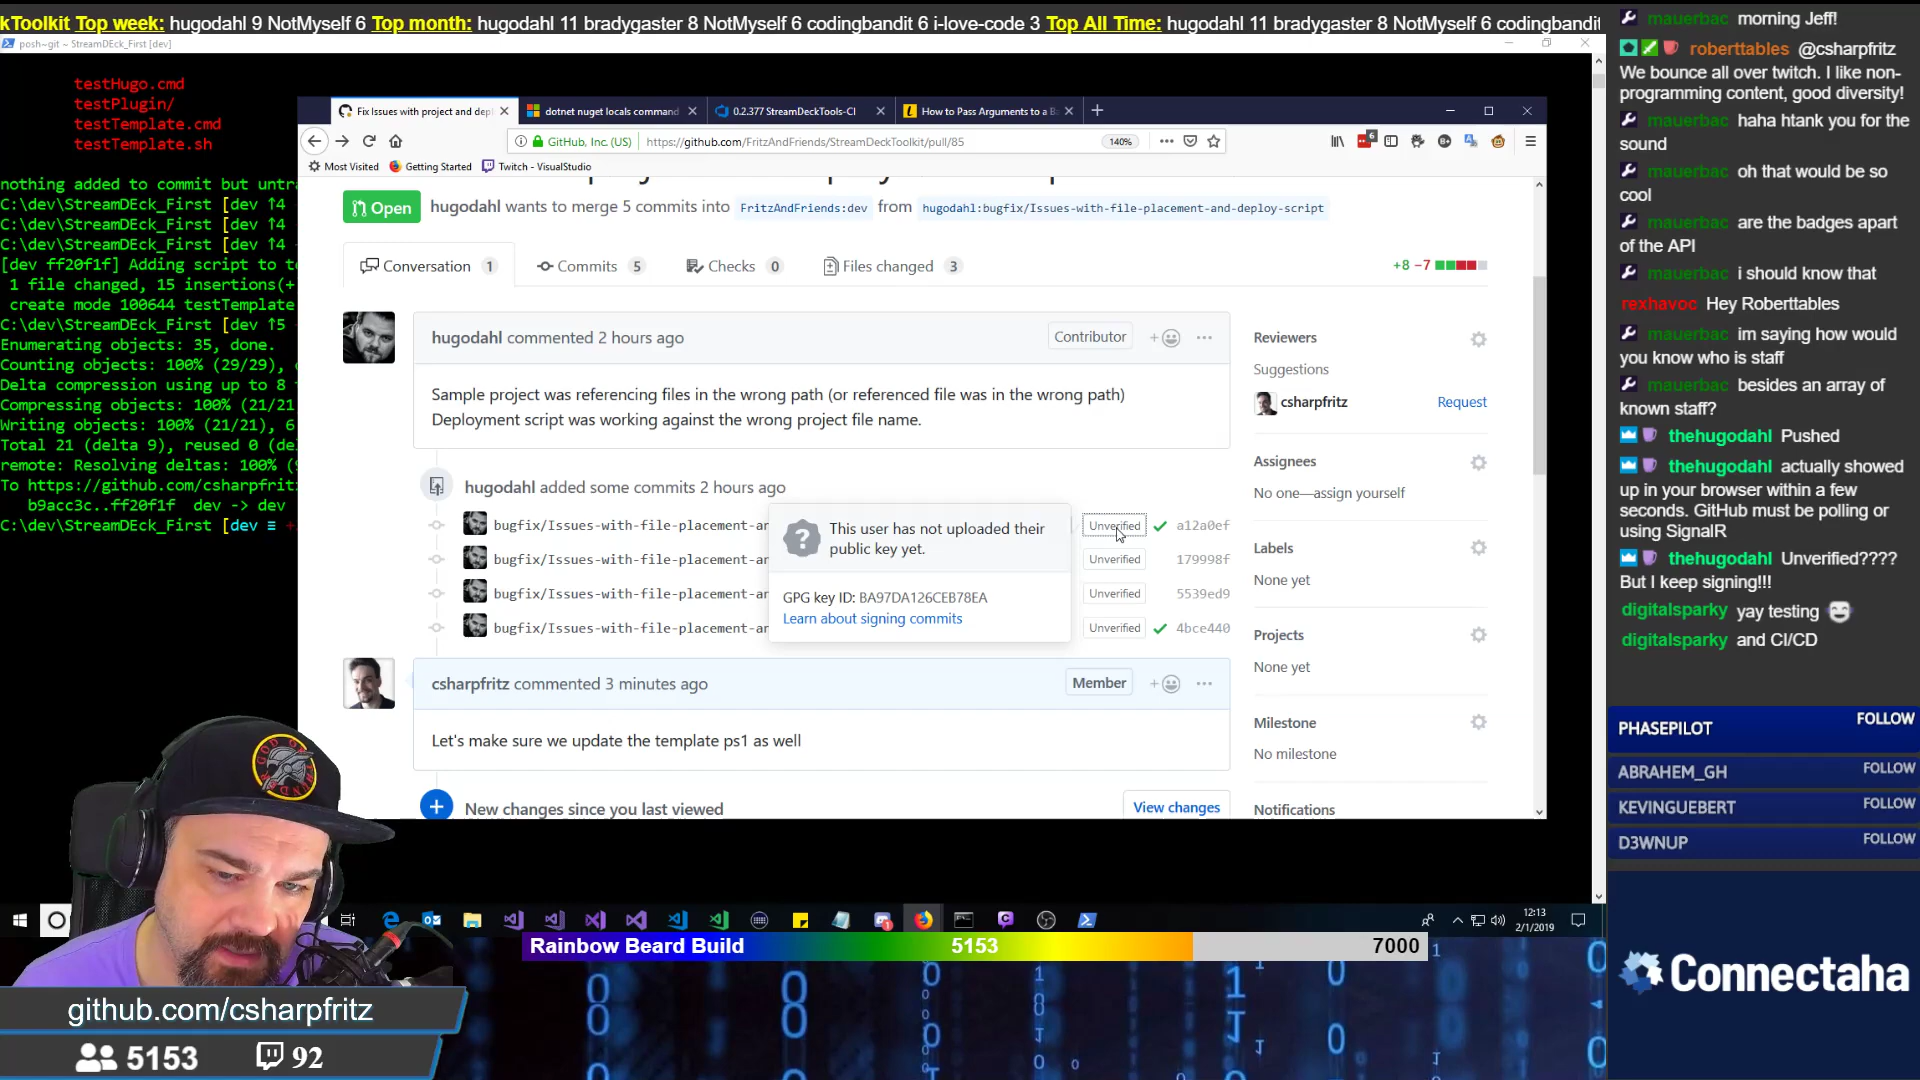 kToolkit Top week: hugodahl 9 NotMyself 6 Top month: hugodahl 11 bradygaster 8 NotMyself 6 codingbandit 6 i-love-code 3 Top All Time: hugodahl 11 bradygaster 8 NotMyself 6 codingbandit
posh~git ~ StreamDEck_First [dev]
testHugo.cmd
testPlugin/
testTemplate.cmd
testTemplate.sh
nothing added to commit but untra
C:\dev\StreamDEck_First [dev ↑4
C:\dev\StreamDEck_First [dev ↑4
C:\dev\StreamDEck_First [dev ↑4
[dev ff20f1f] Adding script to te
1 file changed, 15 insertions(+
create mode 100644 testTemplate
C:\dev\StreamDEck_First [dev ↑5
Enumerating objects: 35, done.
Counting objects: 100% (29/29),
Delta compression using up to 8
Compressing objects: 100% (21/21
Writing objects: 100% (21/21), 6
Total 21 (delta 9), reused 0 (del
remote: Resolving deltas: 100% (
To https://github.com/csharpfrit
b9acc3c..ff20f1f dev -> dev
C:\dev\StreamDEck_First [dev ≡ +
Fix Issues with project and depl
dotnet nuget locals command
0.2.377 StreamDeckTools-CI
How to Pass Arguments to a Ba
GitHub, Inc. (US) https://github.com/FritzAndFriends/StreamDeckToolkit/pull/85 140%
6
Most Visited Getting Started Twitch - VisualStudio
Open hugodahl wants to merge 5 commits into FritzAndFriends:dev from hugodahl:bugfix/Issues-with-file-placement-and-deploy-script
Conversation 1 Commits 5 Checks 0 Files changed 3 +8 −7
hugodahl commented 2 hours ago Contributor
Sample project was referencing files in the wrong path (or referenced file was in the wrong path)
Deployment script was working against the wrong project file name.
hugodahl added some commits 2 hours ago
bugfix/Issues-with-file-placement-an Unverified a12a0ef
bugfix/Issues-with-file-placement-an Unverified 179998f
bugfix/Issues-with-file-placement-an Unverified 5539ed9
bugfix/Issues-with-file-placement-an Unverified 4bce440
This user has not uploaded their
public key yet.
GPG key ID: BA97DA126CEB78EA
Learn about signing commits
csharpfritz commented 3 minutes ago Member
Let's make sure we update the template ps1 as well
New changes since you last viewed View changes
Reviewers
Suggestions
csharpfritz Request
Assignees
No one—assign yourself
Labels
None yet
Projects
None yet
Milestone
No milestone
Notifications
mauerbac morning Jeff!
roberttables @csharpfritz
We bounce all over twitch. I like non-
programming content, good diversity!
mauerbac haha htank you for the
sound
mauerbac oh that would be so
cool
mauerbac are the badges apart
of the API
mauerbac i should know that
rexhavoc Hey Roberttables
mauerbac im saying how would
you know who is staff
mauerbac besides an array of
known staff?
thehugodahl Pushed
thehugodahl actually showed
up in your browser within a few
seconds. GitHub must be polling or
using SignalR
thehugodahl Unverified????
But I keep signing!!!
digitalsparky yay testing
digitalsparky and CI/CD
PHASEPILOT FOLLOW
ABRAHEM_GH FOLLOW
KEVINGUEBERT FOLLOW
D3WNUP FOLLOW
12:13
2/1/2019
Rainbow Beard Build 5153 7000
github.com/csharpfritz
5153 92
Connectaha